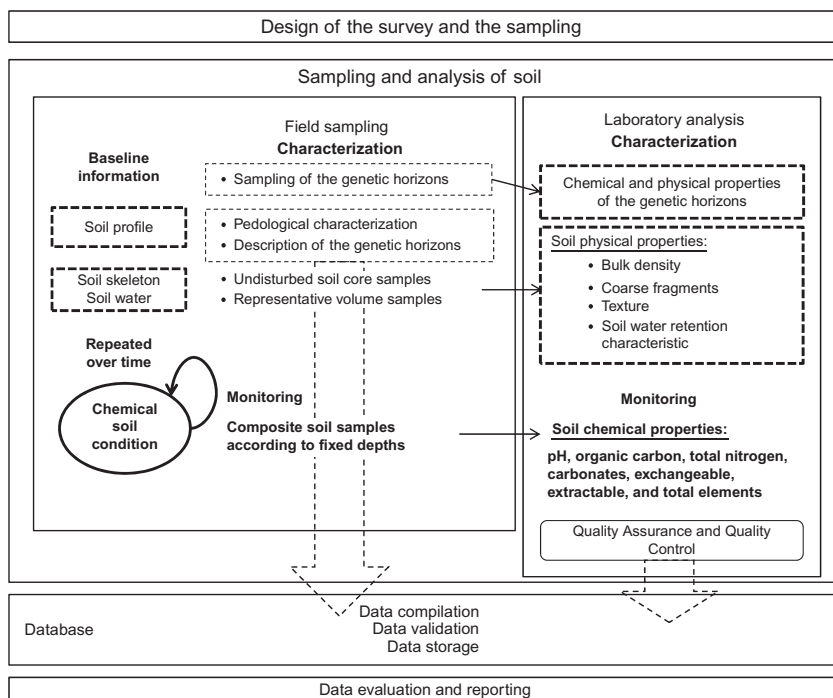 Design of the survey and the sampling
Sampling and analysis of soil
Field sampling
Characterization
Baseline
information
• Sampling of the genetic horizons
Soil profile
• Pedological characterization
• Description of the genetic horizons
Soil skeleton
Soil water
• Undisturbed soil core samples
• Representative volume samples
Repeated
over time
Chemical
soil
condition
Monitoring
Composite soil samples
according to fixed depths
Laboratory analysis
Characterization
Chemical and physical properties
of the genetic horizons
Soil physical properties:
• Bulk density
• Coarse fragments
• Texture
• Soil water retention
characteristic
Monitoring
Soil chemical properties:
pH, organic carbon, total nitrogen,
carbonates, exchangeable,
extractable, and total elements
Quality Assurance and Quality
Control
Database
Data compilation
Data validation
Data storage
Data evaluation and reporting